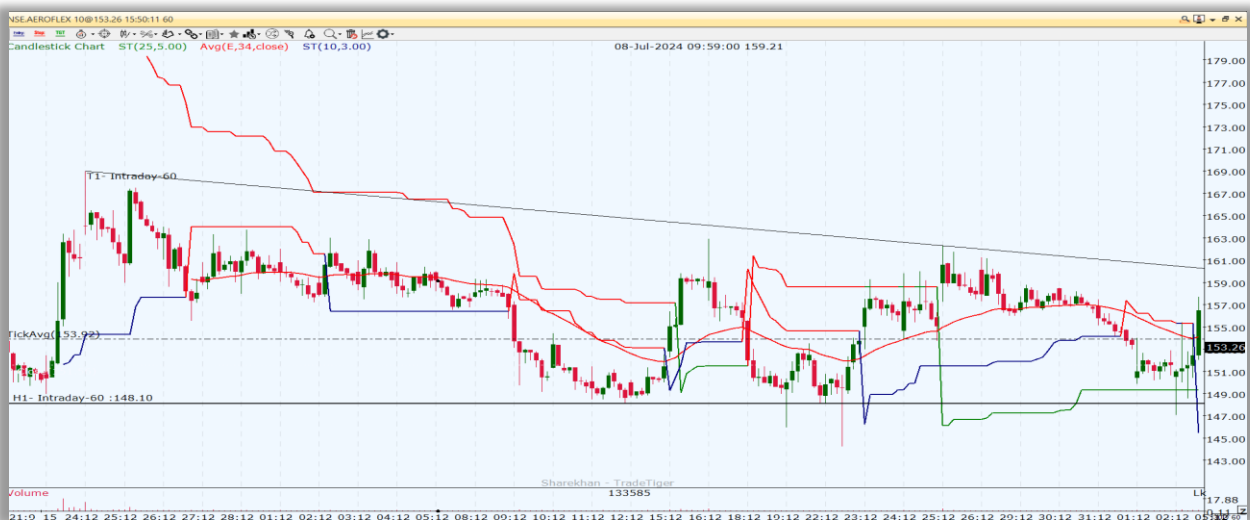 NSE.AEROFLEX 10@153.26 15:50:11 60
Candlestick Chart ST(25,5.00) Avg(E,34,close) ST(10,3.00) 08-Jul-2024 09:59:00 159.21
179.00
177.00
175.00
173.00
171.00
T1- Intraday-60
169.00
167.00
165.00
163.00
161.00
159.00
157.00
155.00
TickAvg(153.92)
153.26
151.00
149.00
H1- Intraday-60 :148.10
147.00
145.00
143.00
Sharekhan - TradeTiger
Volume 133585 Lk
17.88
21:9 15 24:12 25:12 26:12 27:12 28:12 01:12 02:12 03:12 04:12 05:12 08:12 09:12 10:12 11:12 12:12 15:12 16:12 18:12 19:12 22:12 23:12 24:12 25:12 26:12 29:12 30:12 31:12 01:12 02:12